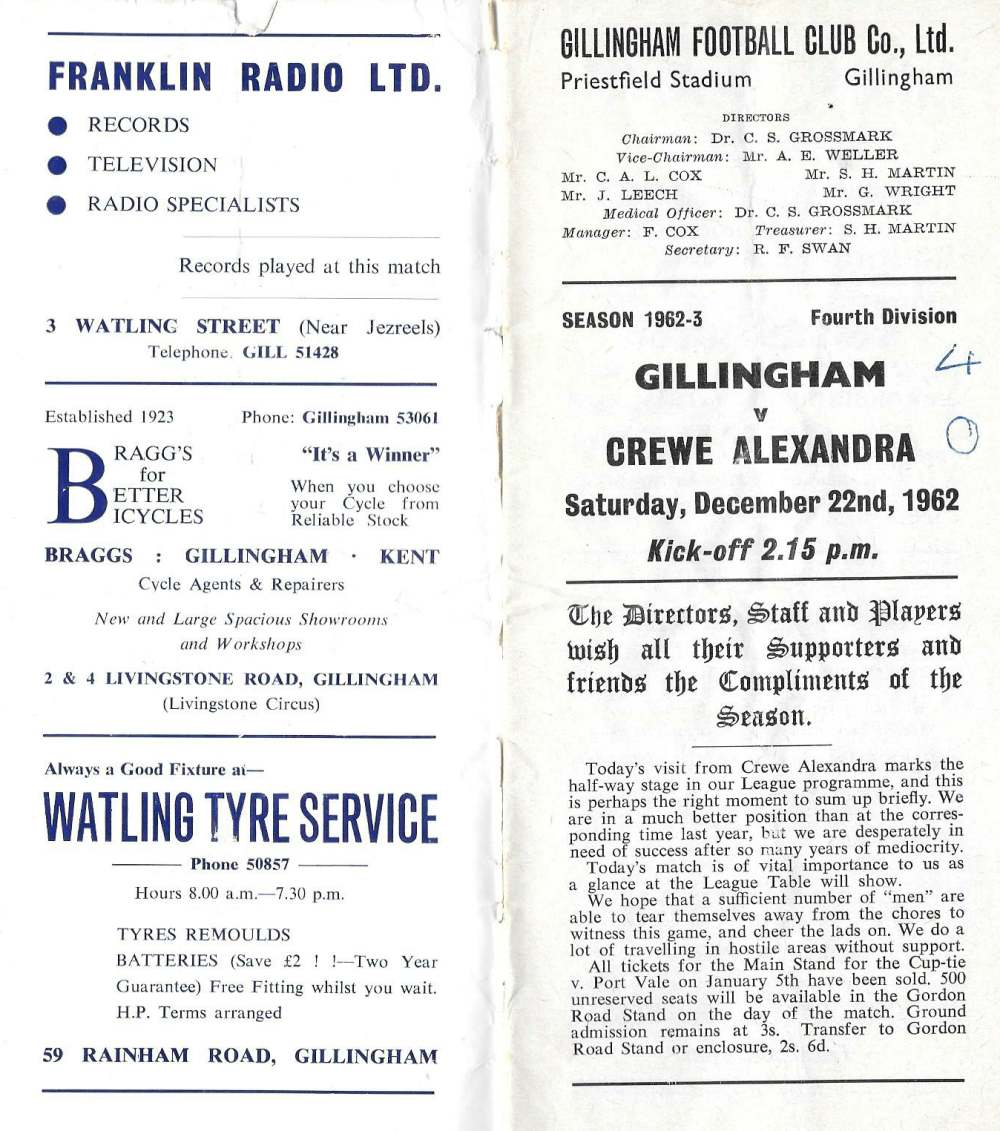 FRANKLIN RADIO LTD.
● RECORDS
● TELEVISION
● RADIO SPECIALISTS
Records played at this match
3 WATLING STREET (Near Jezreels)
Telephone. GILL 51428
Established 1923 Phone: Gillingham 53061
BRAGG'S
for
BETTER
BICYCLES
"It's a Winner"
When you choose
your Cycle from
Reliable Stock
BRAGGS : GILLINGHAM · KENT
Cycle Agents & Repairers
New and Large Spacious Showrooms
and Workshops
2 & 4 LIVINGSTONE ROAD, GILLINGHAM
(Livingstone Circus)
Always a Good Fixture at—
WATLING TYRE SERVICE
Phone 50857
Hours 8.00 a.m.—7.30 p.m.
TYRES REMOULDS
BATTERIES (Save £2 ! !—Two Year
Guarantee) Free Fitting whilst you wait.
H.P. Terms arranged
59 RAINHAM ROAD, GILLINGHAM
GILLINGHAM FOOTBALL CLUB Co., Ltd.
Priestfield Stadium Gillingham
DIRECTORS
Chairman: Dr. C. S. GROSSMARK
Vice-Chairman: Mr. A. E. WELLER
Mr. C. A. L. COX Mr. S. H. MARTIN
Mr. J. LEECH Mr. G. WRIGHT
Medical Officer: Dr. C. S. GROSSMARK
Manager: F. COX Treasurer: S. H. MARTIN
Secretary: R. F. SWAN
SEASON 1962-3 Fourth Division
GILLINGHAM 4
v
CREWE ALEXANDRA 0
Saturday, December 22nd, 1962
Kick-off 2.15 p.m.
The Directors, Staff and Players
wish all their Supporters and
friends the Compliments of the
Season.
Today's visit from Crewe Alexandra marks the
half-way stage in our League programme, and this
is perhaps the right moment to sum up briefly. We
are in a much better position than at the corres-
ponding time last year, but we are desperately in
need of success after so many years of mediocrity.
Today's match is of vital importance to us as
a glance at the League Table will show.
We hope that a sufficient number of "men" are
able to tear themselves away from the chores to
witness this game, and cheer the lads on. We do a
lot of travelling in hostile areas without support.
All tickets for the Main Stand for the Cup-tie
v. Port Vale on January 5th have been sold. 500
unreserved seats will be available in the Gordon
Road Stand on the day of the match. Ground
admission remains at 3s. Transfer to Gordon
Road Stand or enclosure, 2s. 6d.